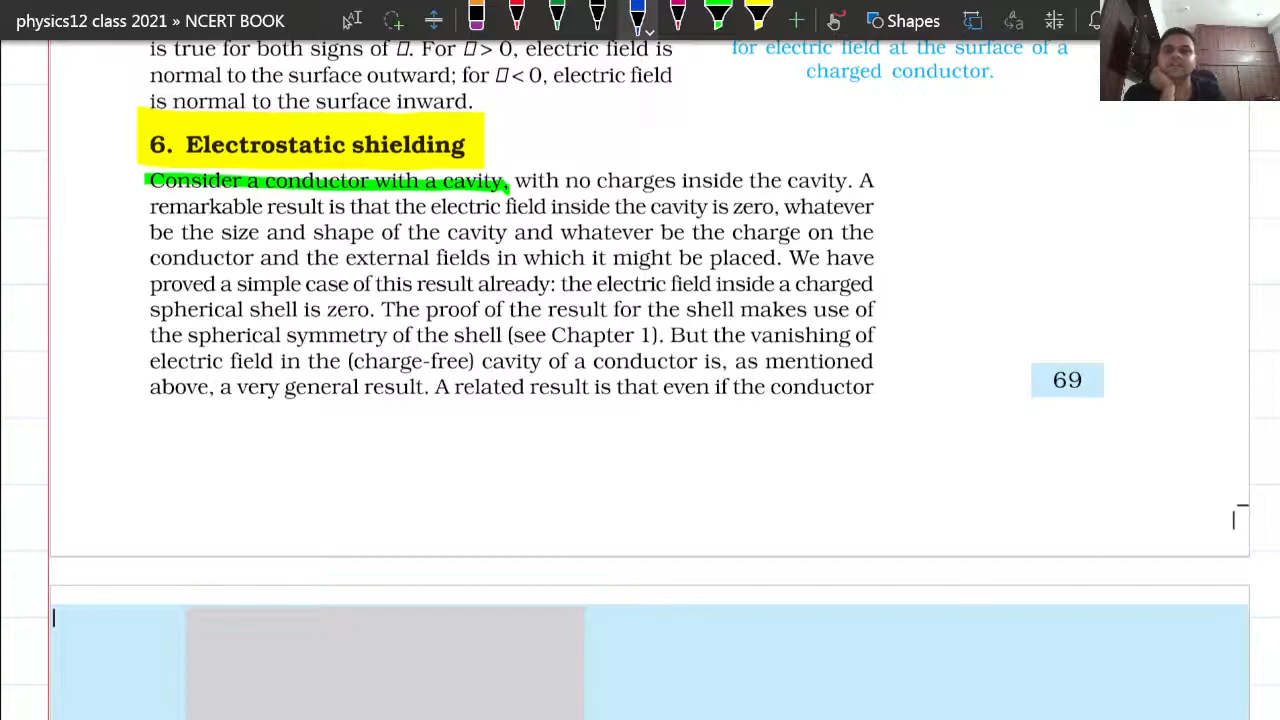 physics12 class 2021 » NCERT BOOK
Shapes
is true for both signs of . For > 0, electric field is
normal to the surface outward; for < 0, electric field
is normal to the surface inward.
for electric field at the surface of a
charged conductor.
6. Electrostatic shielding
Consider a conductor with a cavity, with no charges inside the cavity. A
remarkable result is that the electric field inside the cavity is zero, whatever
be the size and shape of the cavity and whatever be the charge on the
conductor and the external fields in which it might be placed. We have
proved a simple case of this result already: the electric field inside a charged
spherical shell is zero. The proof of the result for the shell makes use of
the spherical symmetry of the shell (see Chapter 1). But the vanishing of
electric field in the (charge-free) cavity of a conductor is, as mentioned
above, a very general result. A related result is that even if the conductor
69